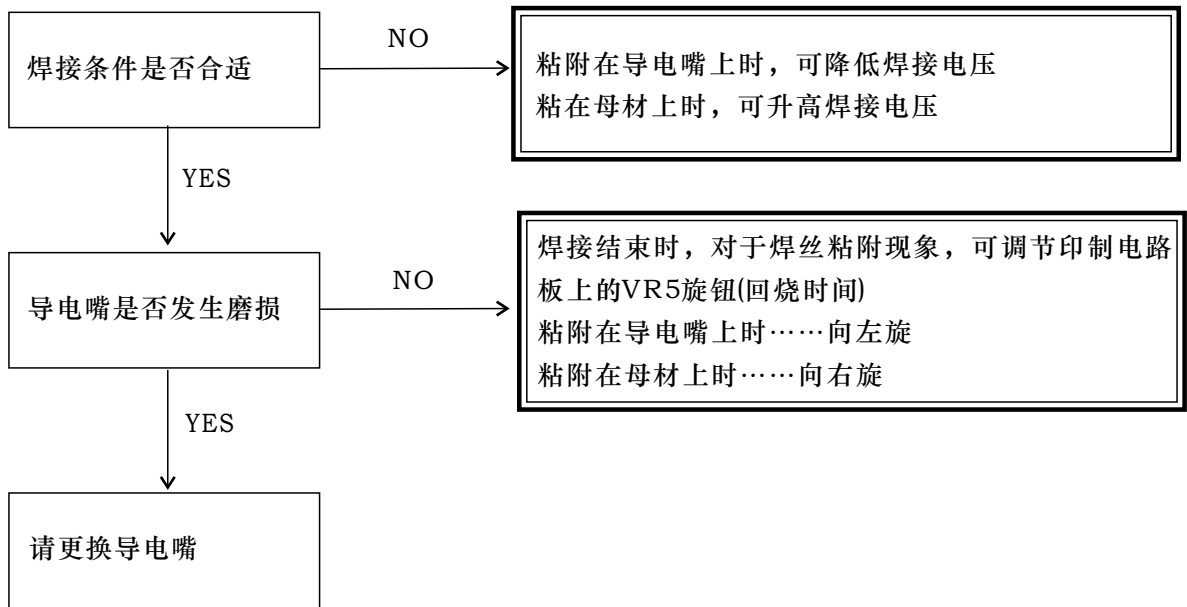 焊接条件是否合适
NO
粘附在导电嘴上时，可降低焊接电压
粘在母材上时，可升高焊接电压
YES
导电嘴是否发生磨损
NO
焊接结束时，对于焊丝粘附现象，可调节印制电路
板上的VR5旋钮(回烧时间)
粘附在导电嘴上时……向左旋
粘附在母材上时……向右旋
YES
请更换导电嘴